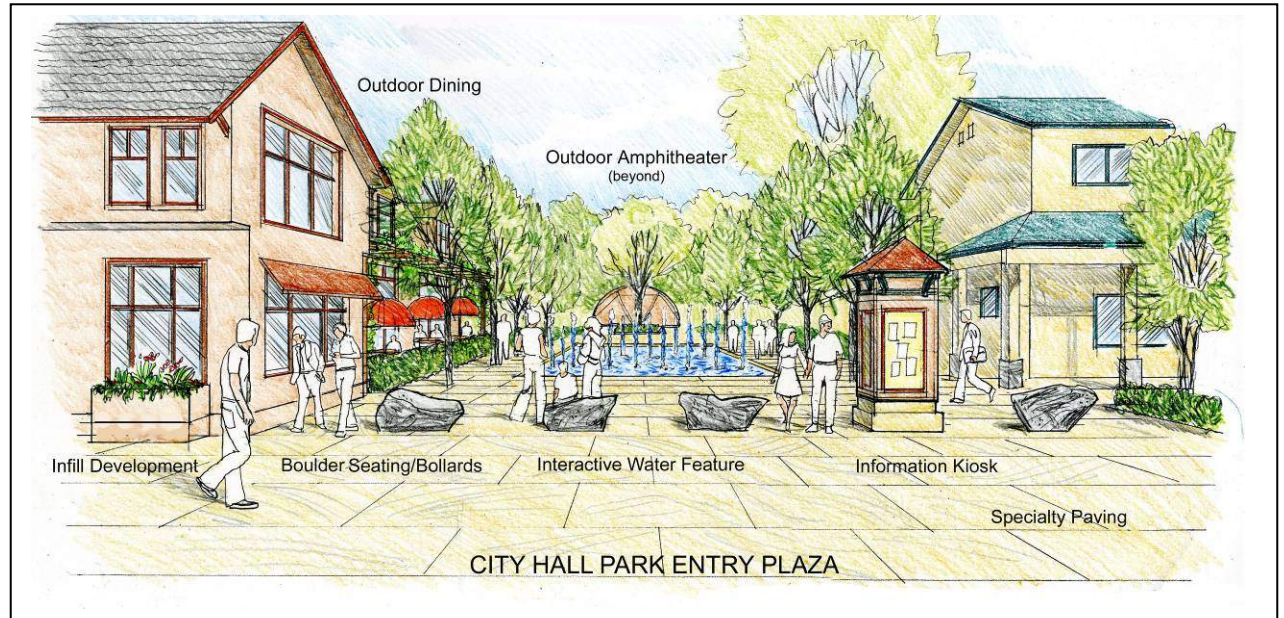 Outdoor Dining
Outdoor Amphitheater
(beyond)
Infill Development
Boulder Seating/Bollards
Interactive Water Feature
Information Kiosk
Specialty Paving
CITY HALL PARK ENTRY PLAZA